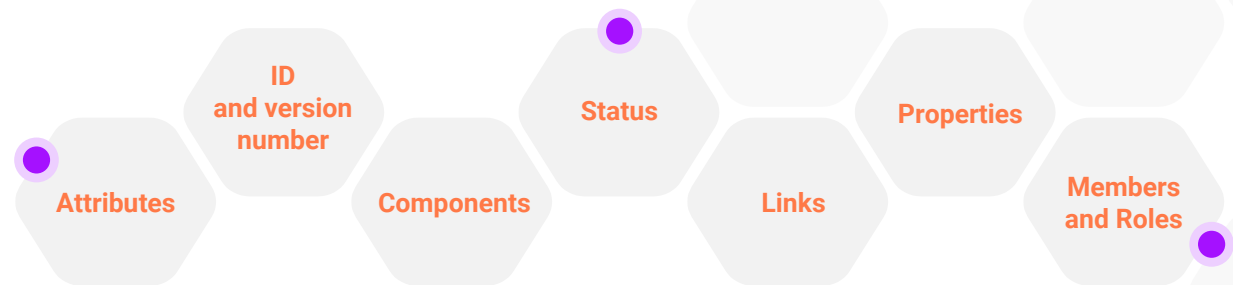 Attributes
ID
and version
number
Components
Status
Links
Properties
Members
and Roles